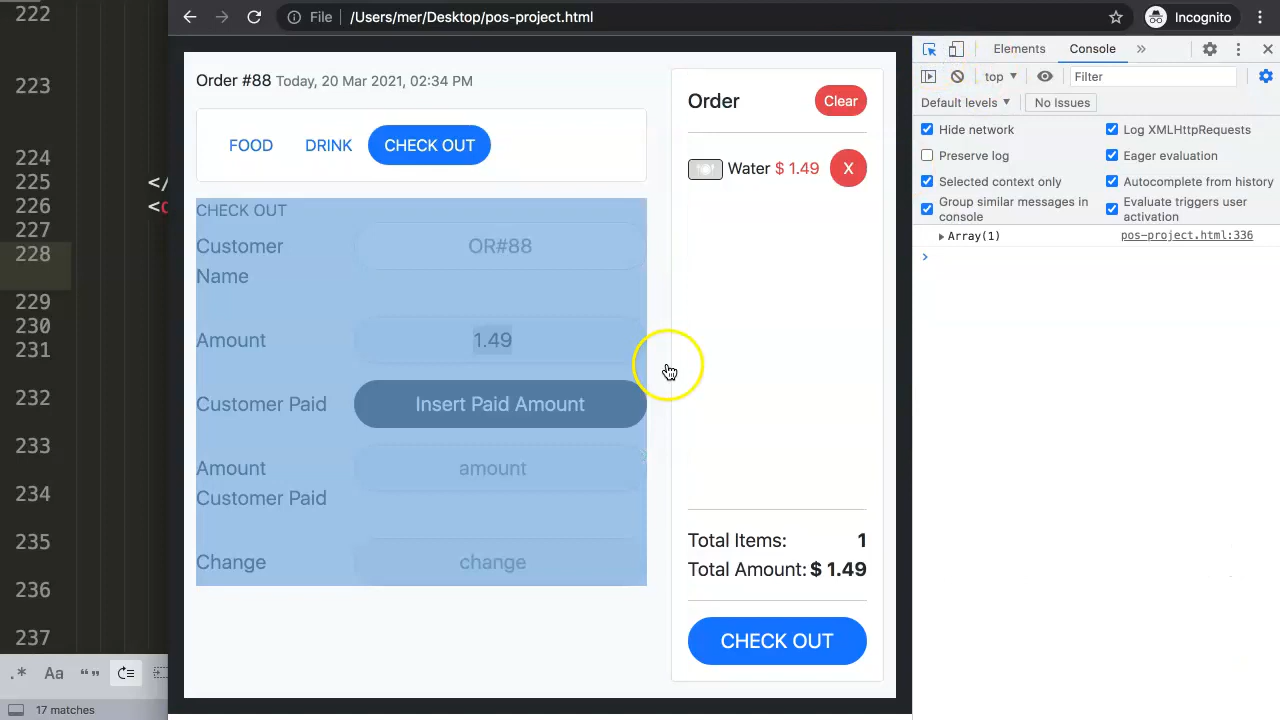 222
223
224
225
226
227
228
229
230
231
232
233
234
235
236
237
</
<
.* Aa “ ”
17 matches
File /Users/mer/Desktop/pos-project.html Incognito
Order #88 Today, 20 Mar 2021, 02:34 PM
FOOD DRINK CHECK OUT
CHECK OUT
Customer Name OR#88
Amount 1.49
Customer Paid Insert Paid Amount
Amount Customer Paid amount
Change change
Order Clear
Water $ 1.49 X
Total Items: 1
Total Amount: $ 1.49
CHECK OUT
Elements Console »
top Filter
Default levels No Issues
Hide network Log XMLHttpRequests
Preserve log Eager evaluation
Selected context only Autocomplete from history
Group similar messages in console
Evaluate triggers user activation
Array(1) pos-project.html:336